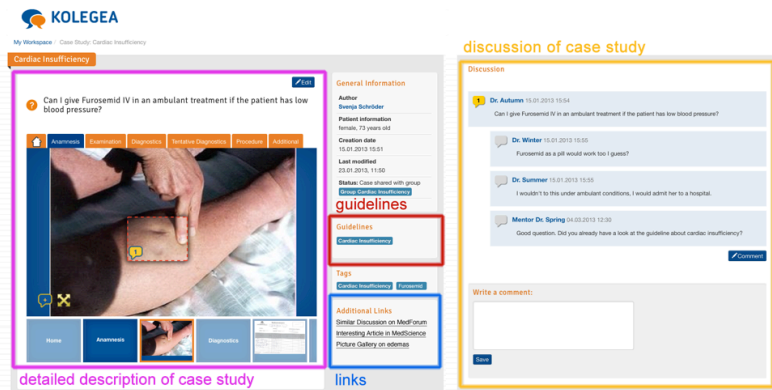 KOLEGEA
My Workspace / Case Study: Cardiac Insufficiency
Cardiac Insufficiency
Edit
Can I give Furosemid IV in an ambulant treatment if the patient has low
blood pressure?
Anamnesis Examination Diagnostics Tentative Diagnostics Procedure Additional
1
Home Anamnesis Diagnostics
detailed description of case study
General Information
Author
Svenja Schröder
Patient information
female, 73 years old
Creation date
15.01.2013 15:51
Last modified
23.01.2013, 11:50
Status: Case shared with group
Group Cardiac Insufficiency
guidelines
Guidelines
Cardiac Insufficiency
Tags
Cardiac Insufficiency Furosemid
Additional Links
Similar Discussion on MedForum
Interesting Article in MedScience
Picture Gallery on edemas
links
discussion of case study
Discussion
1 Dr. Autumn 15.01.2013 15:54
Can I give Furosemid IV in an ambulant treatment if the patient has low blood pressure?
Dr. Winter 15.01.2013 15:55
Furosemid as a pill would work too I guess?
Dr. Summer 15.01.2013 15:55
I wouldn't to this under ambulant conditions, I would admit her to a hospital.
Mentor Dr. Spring 04.03.2013 12:30
Good question. Did you already have a look at the guideline about cardiac insufficiency?
Comment
Write a comment:
Save